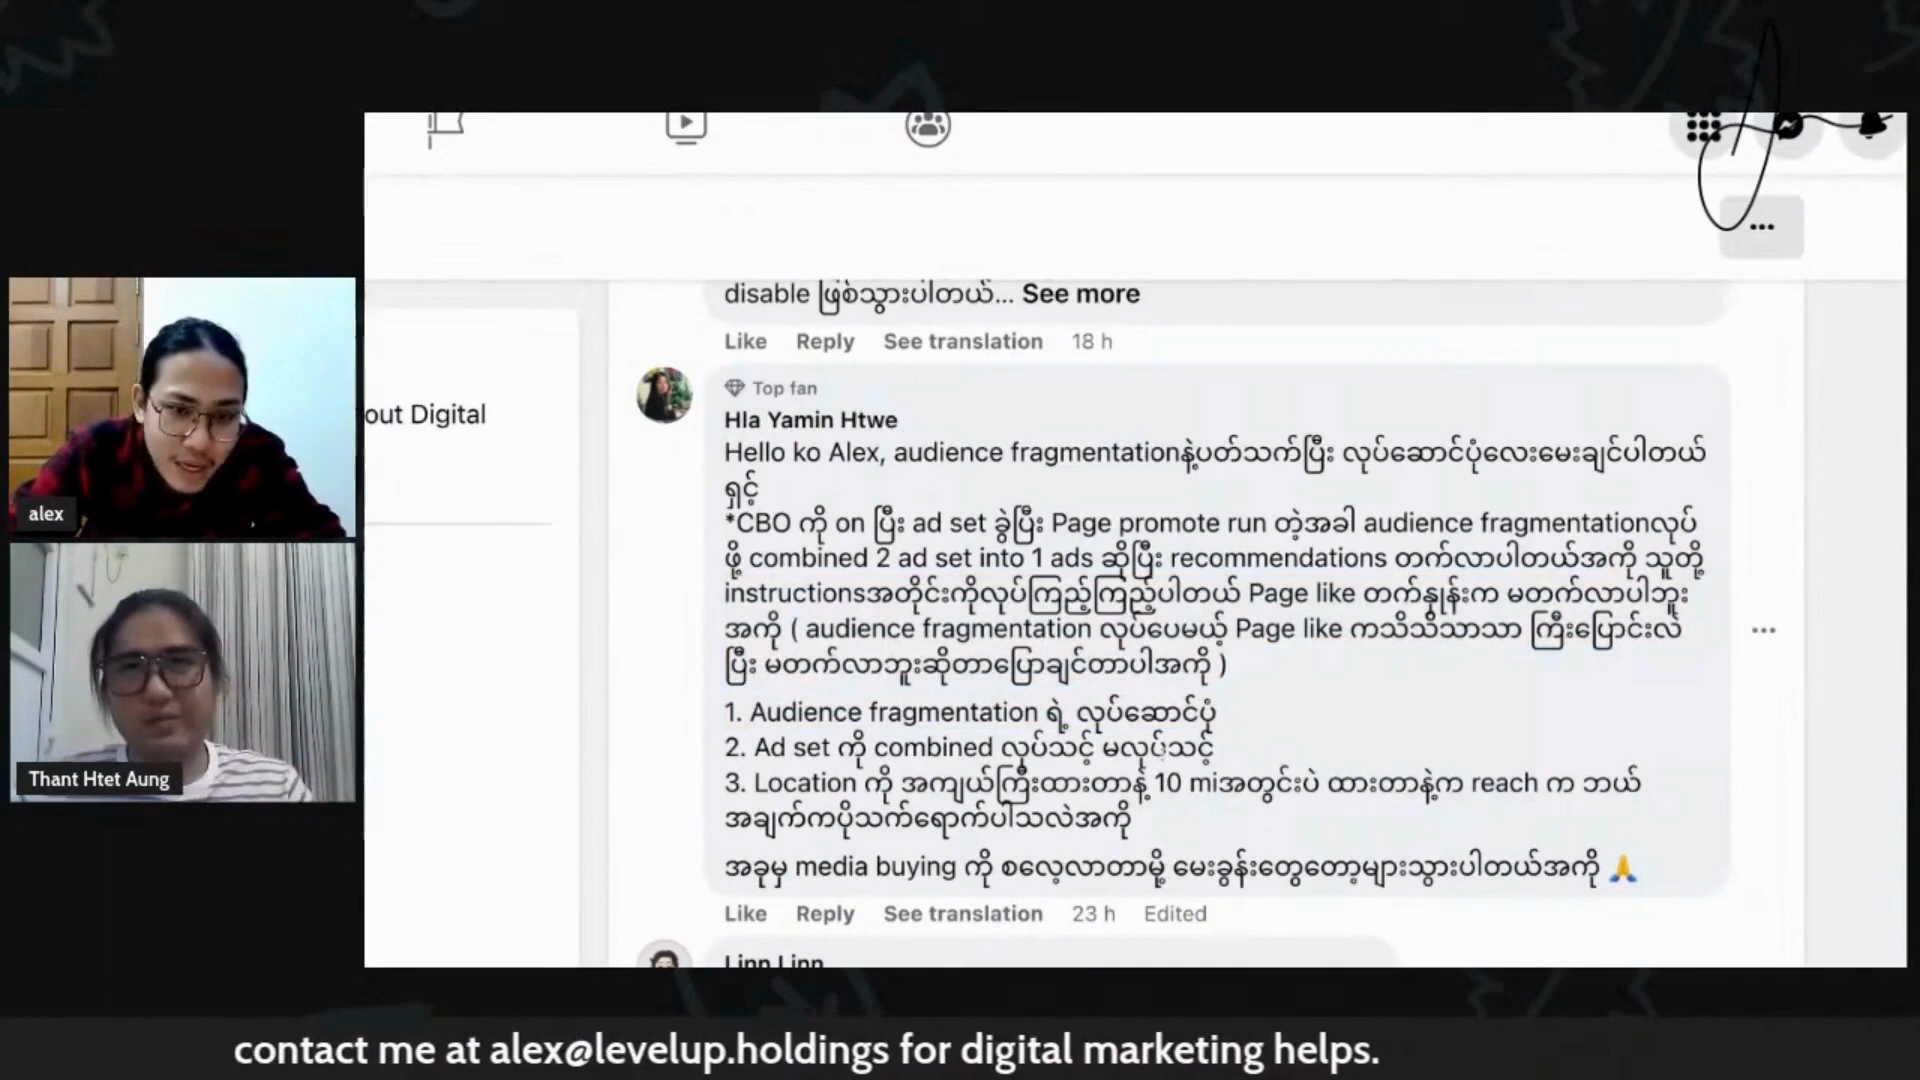 out Digital
disable ဖြစ်သွားပါတယ်... See more
Like Reply See translation 18 h
Top fan
Hla Yamin Htwe
Hello ko Alex, audience fragmentationနဲ့ပတ်သက်ပြီး လုပ်ဆောင်ပုံလေးမေးချင်ပါတယ်
ရှင့်
*CBO ကို on ပြီး ad set ခွဲပြီး Page promote run တဲ့အခါ audience fragmentationလုပ်
ဖို့ combined 2 ad set into 1 ads ဆိုပြီး recommendations တက်လာပါတယ်အကို သူတို့
instructionsအတိုင်းကိုလုပ်ကြည့်ကြည့်ပါတယ် Page like တက်နှုန်းက မတက်လာပါဘူး
အကို ( audience fragmentation လုပ်ပေမယ့် Page like ကသိသိသာသာ ကြီးပြောင်းလဲ
ပြီး မတက်လာဘူးဆိုတာပြောချင်တာပါအကို )
1. Audience fragmentation ရဲ့ လုပ်ဆောင်ပုံ
2. Ad set ကို combined လုပ်သင့် မလုပ်သင့်
3. Location ကို အကျယ်ကြီးထားတာနဲ့ 10 miအတွင်းပဲ ထားတာနဲ့က reach က ဘယ်
အချက်ကပိုသက်ရောက်ပါသလဲအကို
အခုမှ media buying ကို စလေ့လာတာမို့ မေးခွန်းတွေတော့များသွားပါတယ်အကို 🙏
Like Reply See translation 23 h Edited
Linn Linn
alex
Thant Htet Aung
contact me at alex@levelup.holdings for digital marketing helps.